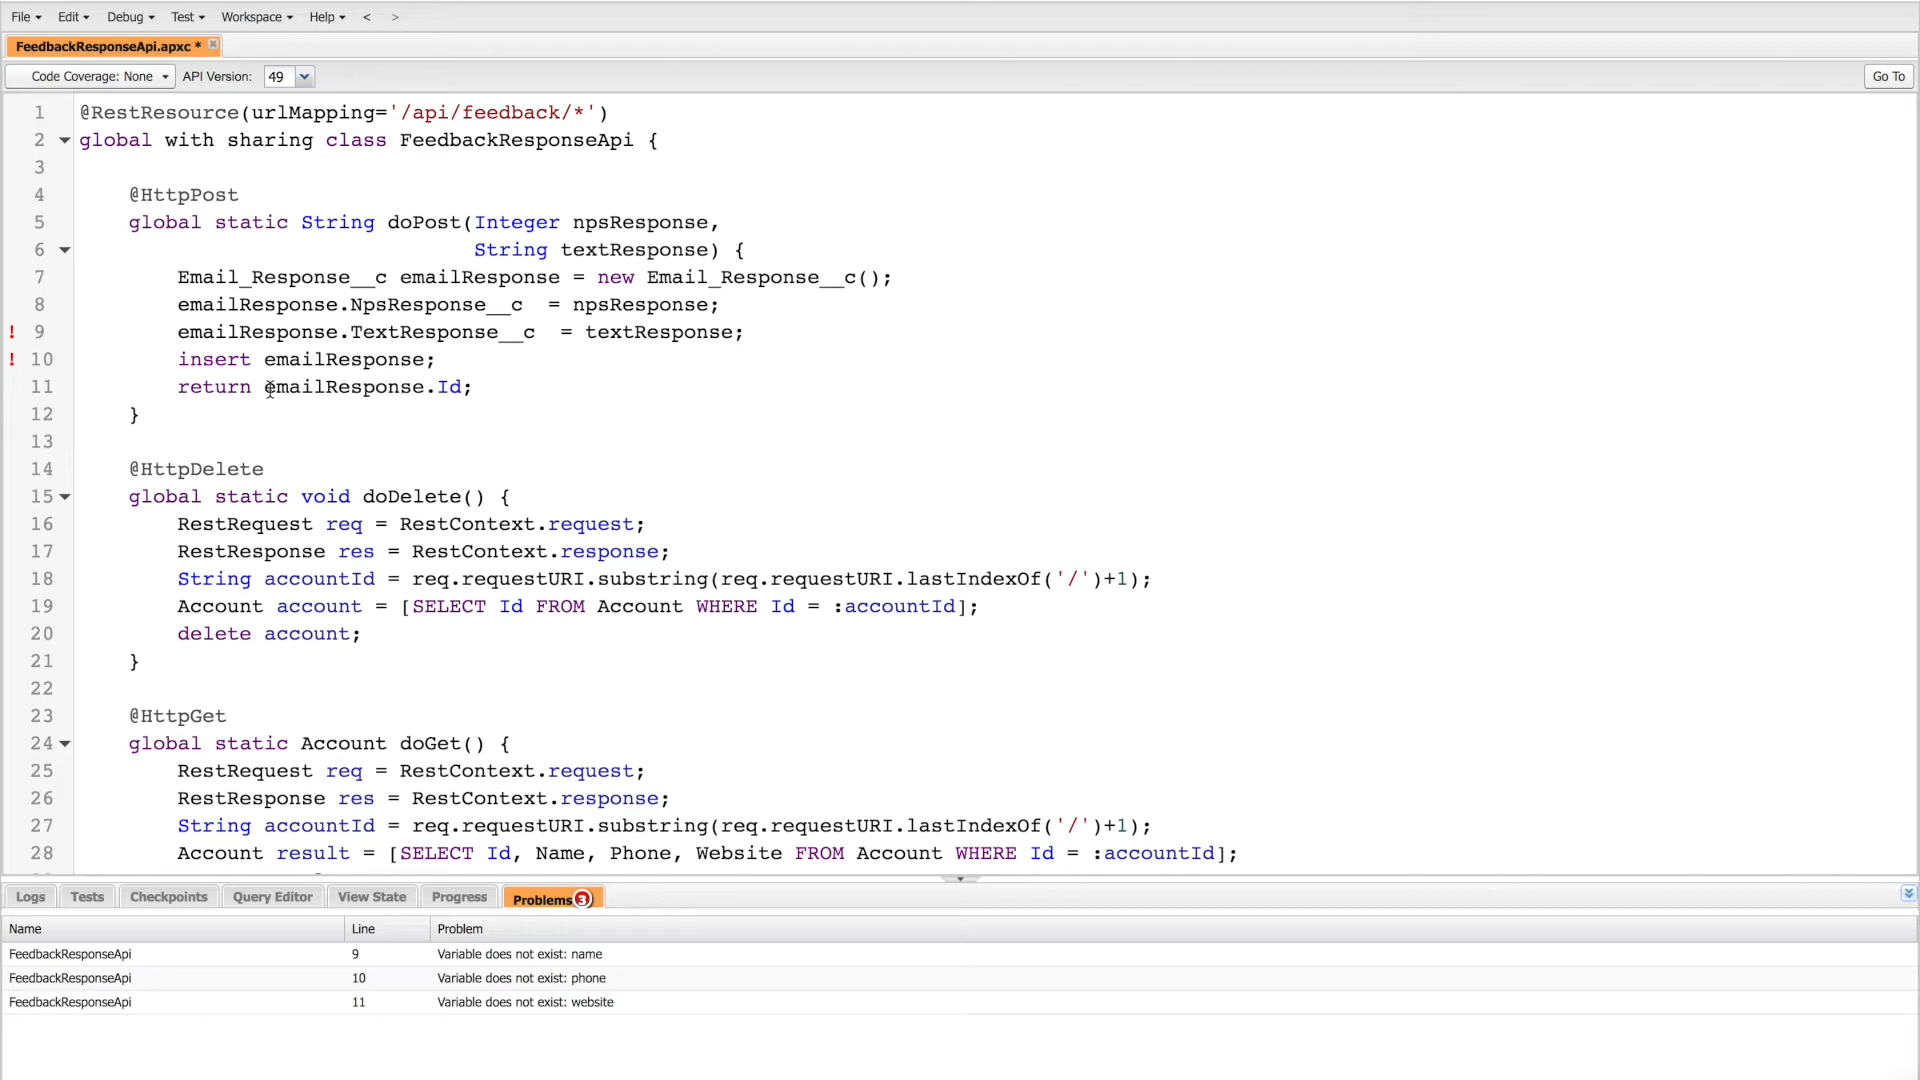 File Edit Debug Test Workspace Help < >
FeedbackResponseApi.apxc *
Code Coverage: None API Version: 49 Go To
1 @RestResource(urlMapping='/api/feedback/*')
2 global with sharing class FeedbackResponseApi {
3
4 @HttpPost
5 global static String doPost(Integer npsResponse,
6 String textResponse) {
7 Email_Response__c emailResponse = new Email_Response__c();
8 emailResponse.NpsResponse__c = npsResponse;
! 9 emailResponse.TextResponse__c = textResponse;
! 10 insert emailResponse;
11 return emailResponse.Id;
12 }
13
14 @HttpDelete
15 global static void doDelete() {
16 RestRequest req = RestContext.request;
17 RestResponse res = RestContext.response;
18 String accountId = req.requestURI.substring(req.requestURI.lastIndexOf('/')+1);
19 Account account = [SELECT Id FROM Account WHERE Id = :accountId];
20 delete account;
21 }
22
23 @HttpGet
24 global static Account doGet() {
25 RestRequest req = RestContext.request;
26 RestResponse res = RestContext.response;
27 String accountId = req.requestURI.substring(req.requestURI.lastIndexOf('/')+1);
28 Account result = [SELECT Id, Name, Phone, Website FROM Account WHERE Id = :accountId];
Logs Tests Checkpoints Query Editor View State Progress Problems 3
Name Line Problem
FeedbackResponseApi 9 Variable does not exist: name
FeedbackResponseApi 10 Variable does not exist: phone
FeedbackResponseApi 11 Variable does not exist: website